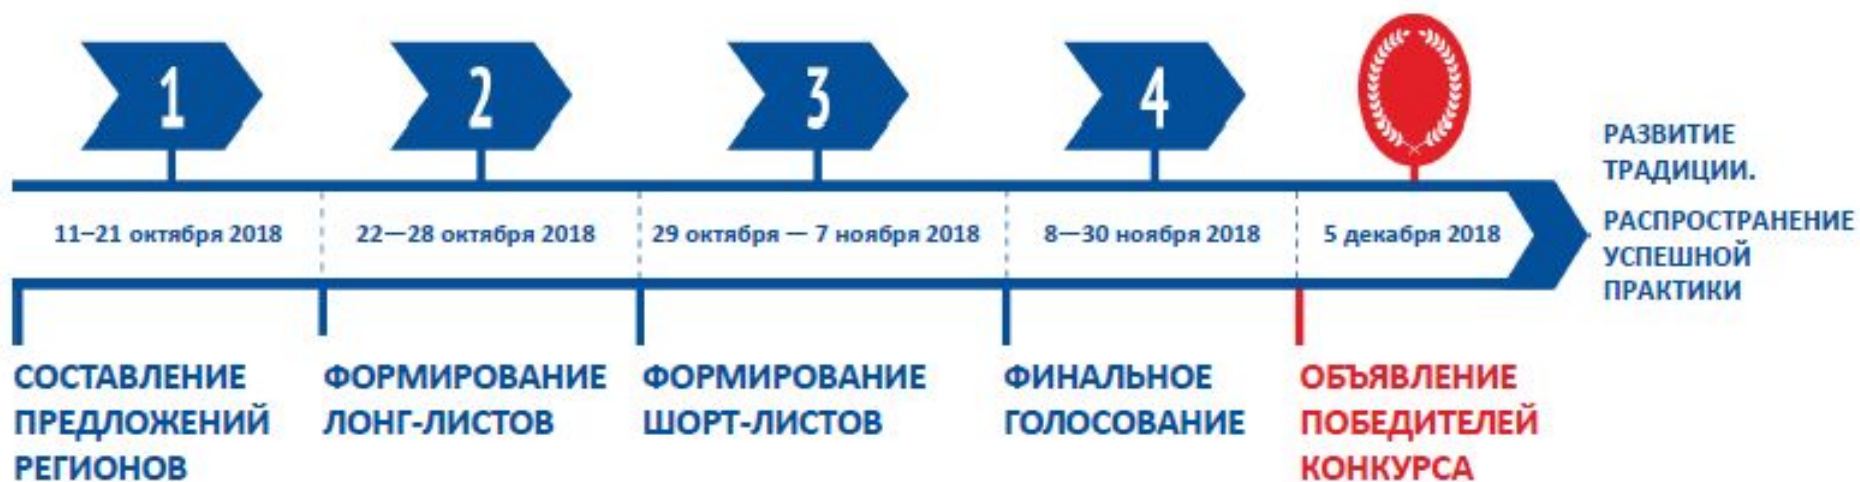 1
2
3
4
11–21 октября 2018
22—28 октября 2018
29 октября — 7 ноября 2018
8—30 ноября 2018
5 декабря 2018
РАЗВИТИЕ
ТРАДИЦИИ.
РАСПРОСТРАНЕНИЕ
УСПЕШНОЙ
ПРАКТИКИ
СОСТАВЛЕНИЕ
ПРЕДЛОЖЕНИЙ
РЕГИОНОВ
ФОРМИРОВАНИЕ
ЛОНГ-ЛИСТОВ
ФОРМИРОВАНИЕ
ШОРТ-ЛИСТОВ
ФИНАЛЬНОЕ
ГОЛОСОВАНИЕ
ОБЪЯВЛЕНИЕ
ПОБЕДИТЕЛЕЙ
КОНКУРСА